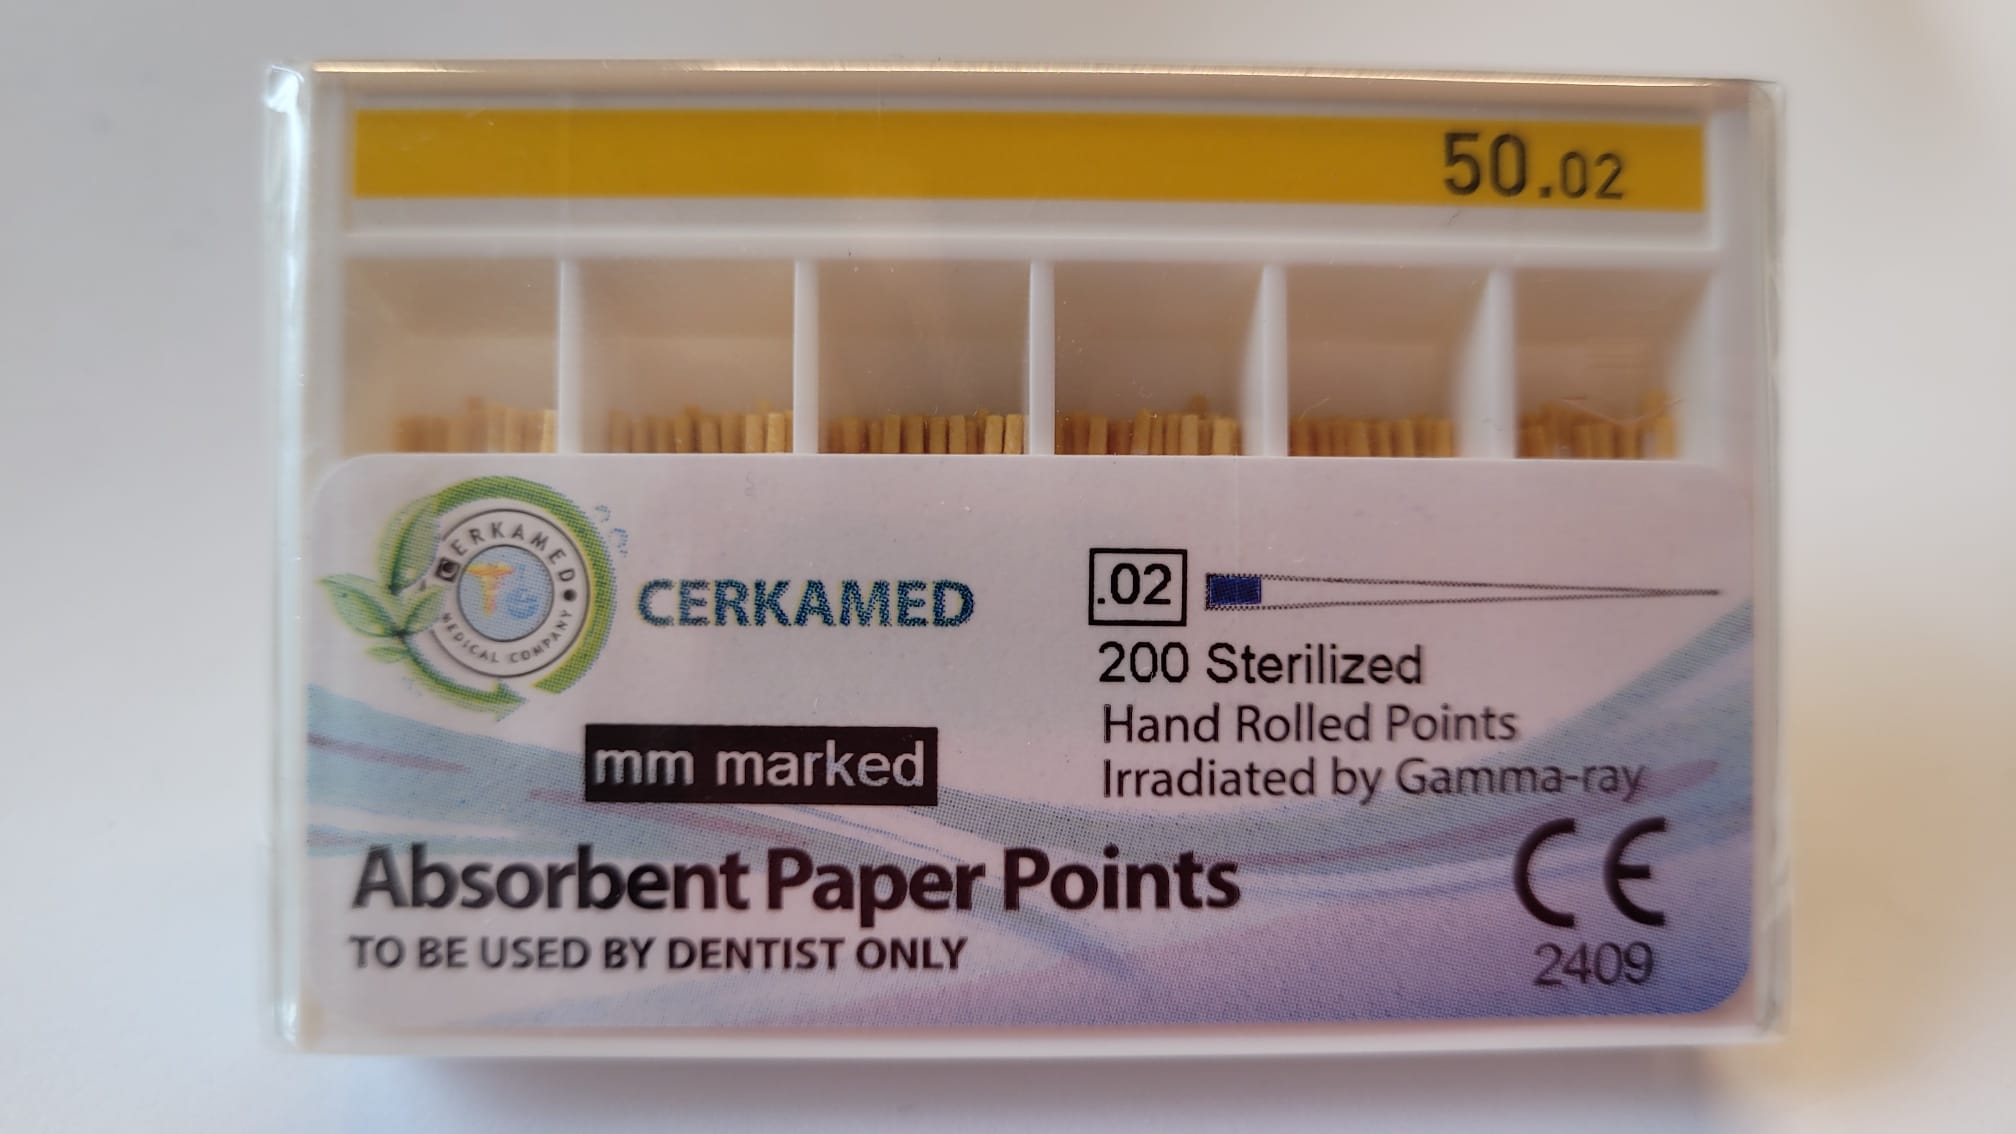 50.02
CERKAMED
MEDICAL COMPANY
CERKAMED
.02
200 Sterilized
Hand Rolled Points
Irradiated by Gamma-ray
mm marked
Absorbent Paper Points
TO BE USED BY DENTIST ONLY
CE
2409